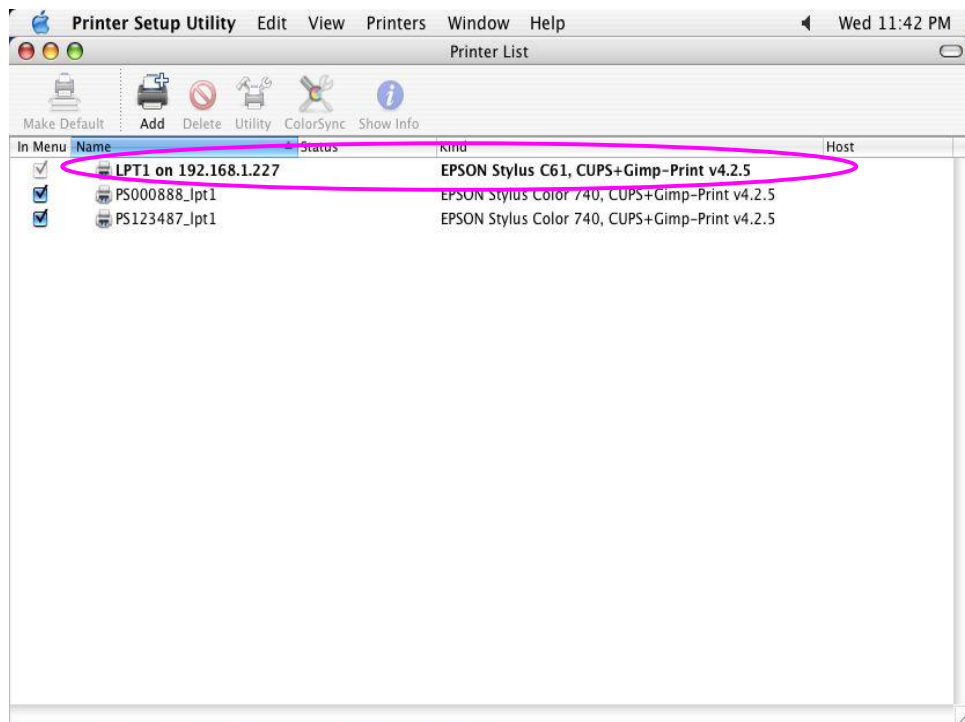 Printer Setup Utility Edit View Printers Window Help Wed 11:42 PM
Printer List
Make Default Add Delete Utility ColorSync Show Info
In Menu Name Status Kind Host
LPT1 on 192.168.1.227 EPSON Stylus C61, CUPS+Gimp-Print v4.2.5
PS000888_lpt1 EPSON Stylus Color 740, CUPS+Gimp-Print v4.2.5
PS123487_lpt1 EPSON Stylus Color 740, CUPS+Gimp-Print v4.2.5